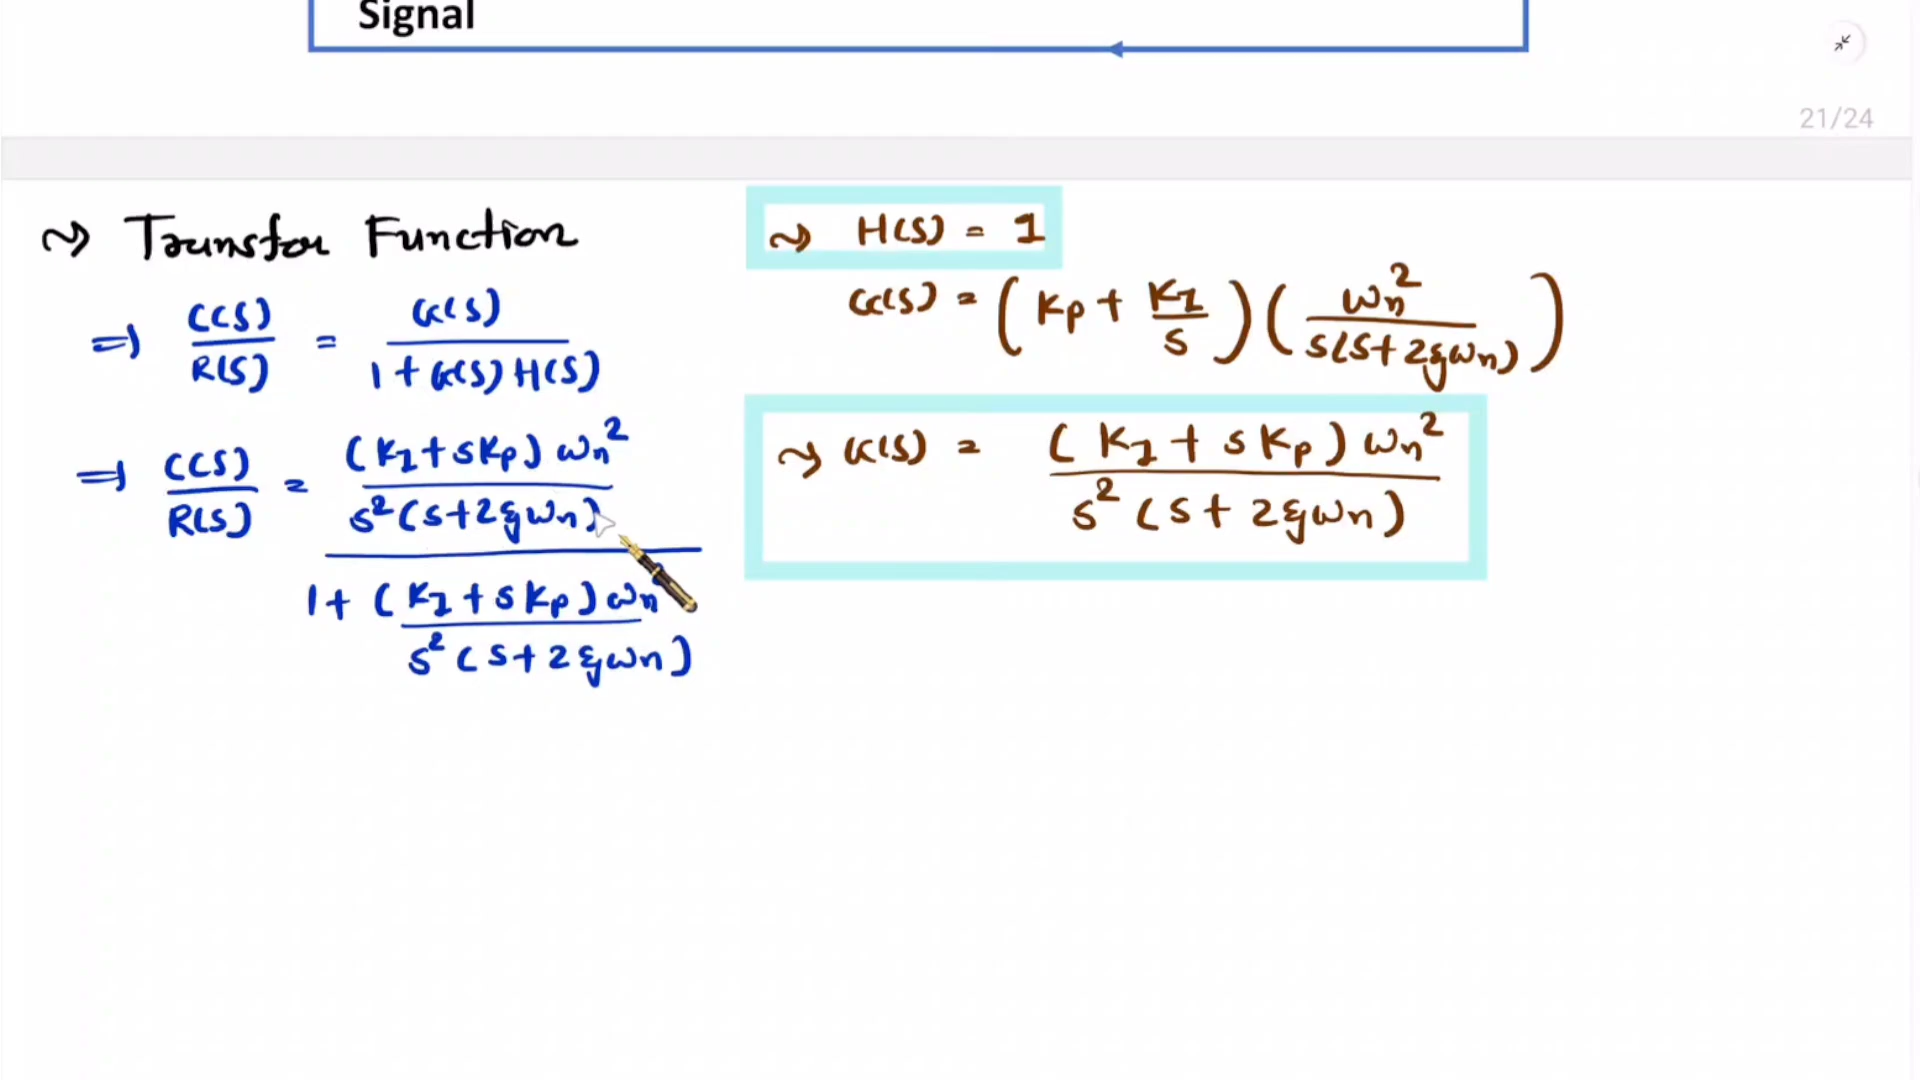 Signal
21/24
~> Transfer Function
=> C(S)/R(S) = G(S)/(1 + G(S) H(S))
=> C(S)/R(S) = ((KI + SKp) ωn² / S² (S + 2ξωn)) / (1 + (KI + SKp) ωn / S² (S + 2ξωn))
~> H(S) = 1
G(S) = (Kp + KI/S) (ωn² / S(S + 2ξωn))
~> G(S) = (KI + SKp) ωn² / S² (S + 2ξωn)